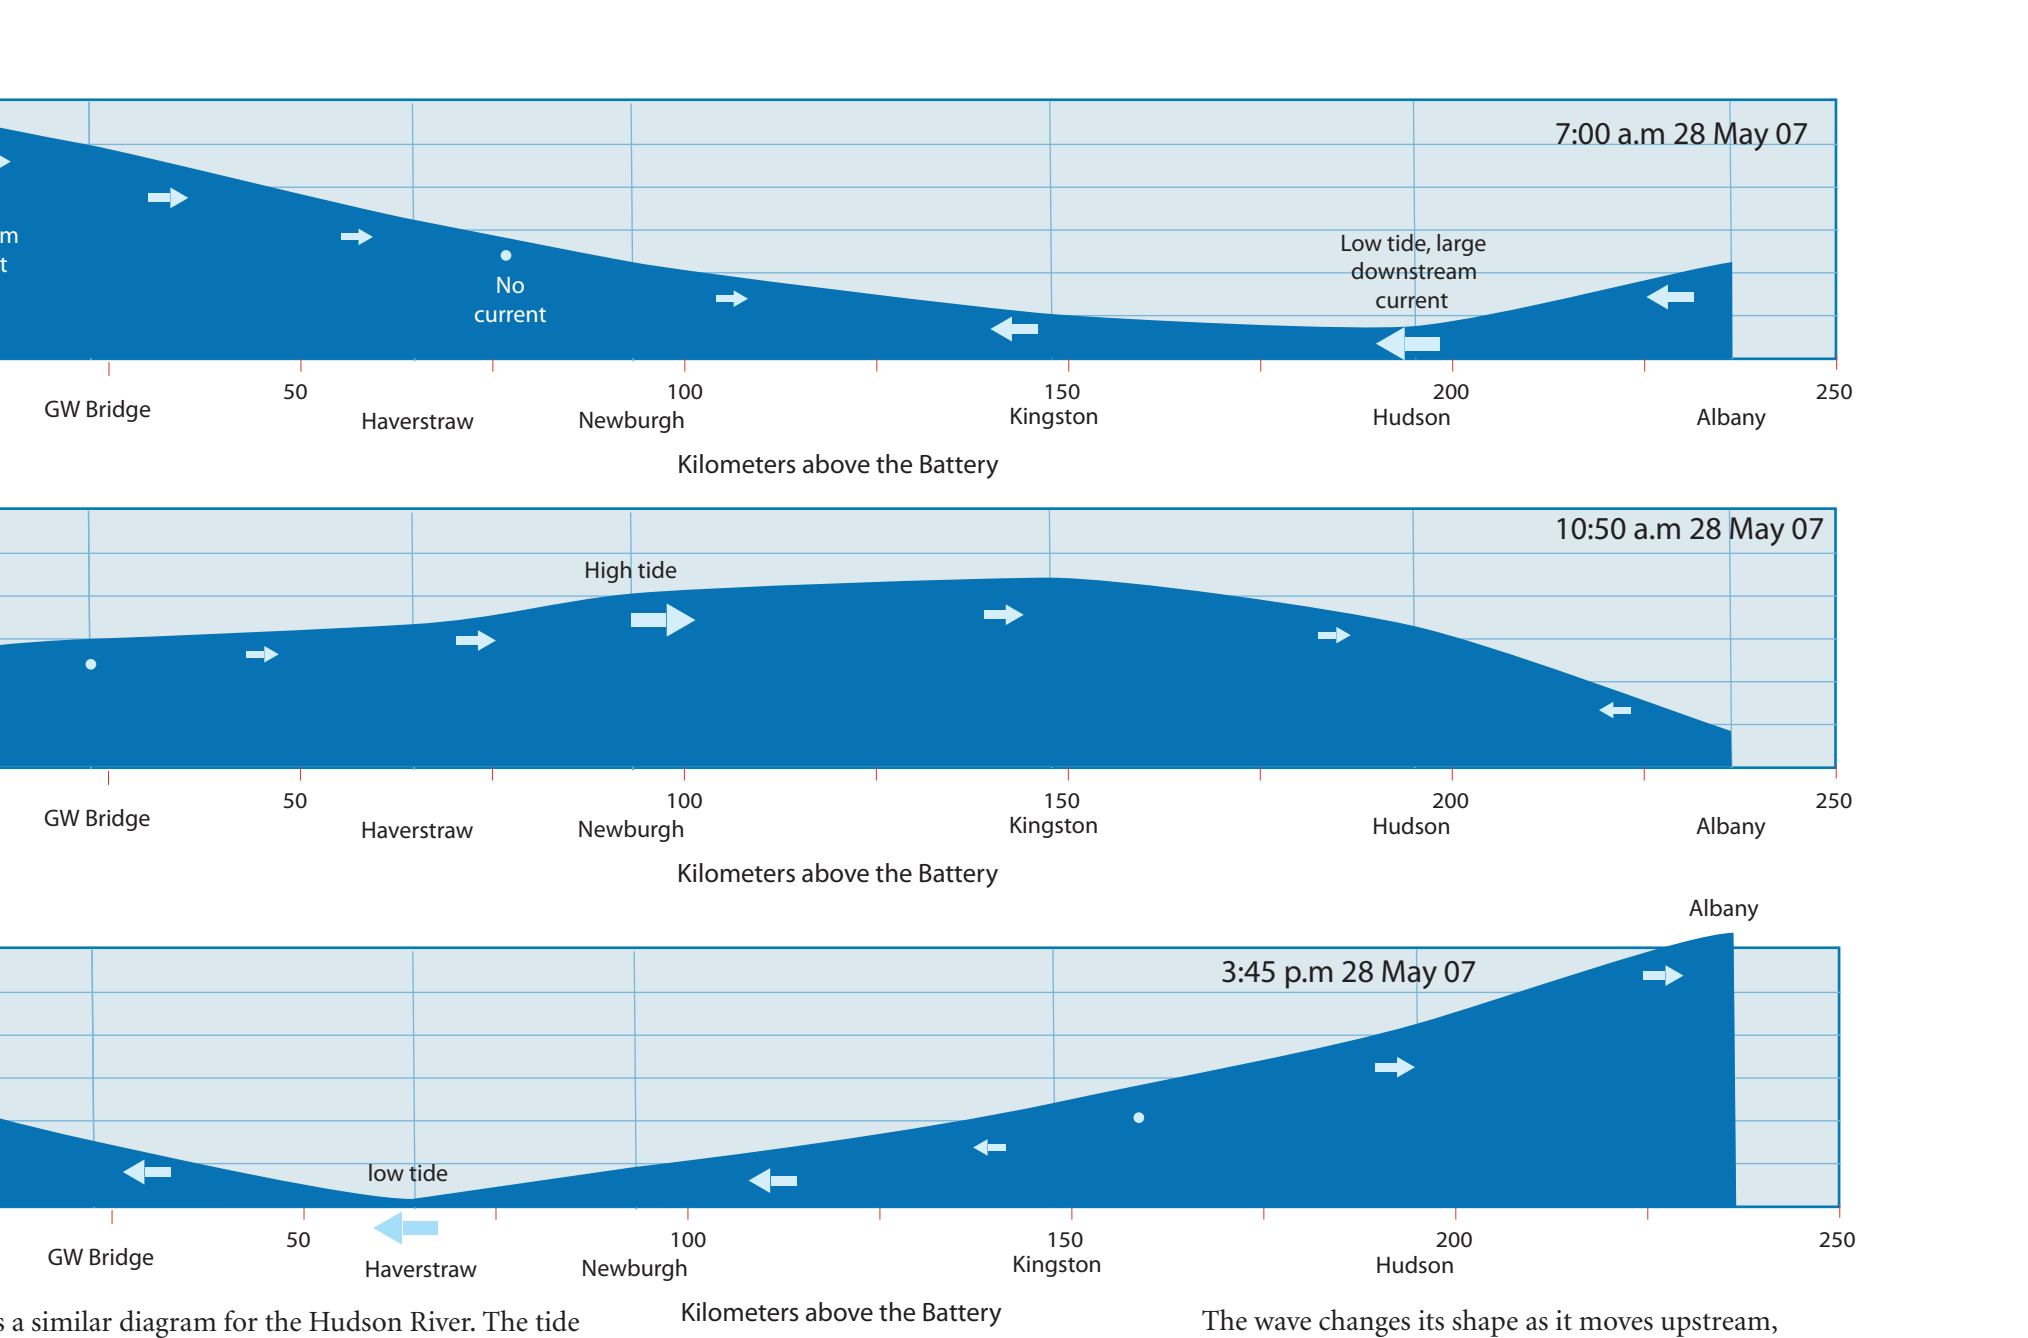 7:00 a.m 28 May 07
m
t
No
current
Low tide, large
downstream
current
50 100 150 200 250
GW Bridge Haverstraw Newburgh Kingston Hudson Albany
Kilometers above the Battery
10:50 a.m 28 May 07
High tide
50 100 150 200 250
GW Bridge Haverstraw Newburgh Kingston Hudson Albany
Kilometers above the Battery
Albany
3:45 p.m 28 May 07
low tide
50 100 150 200 250
GW Bridge Haverstraw Newburgh Kingston Hudson
Kilometers above the Battery
s a similar diagram for the Hudson River. The tide
The wave changes its shape as it moves upstream,